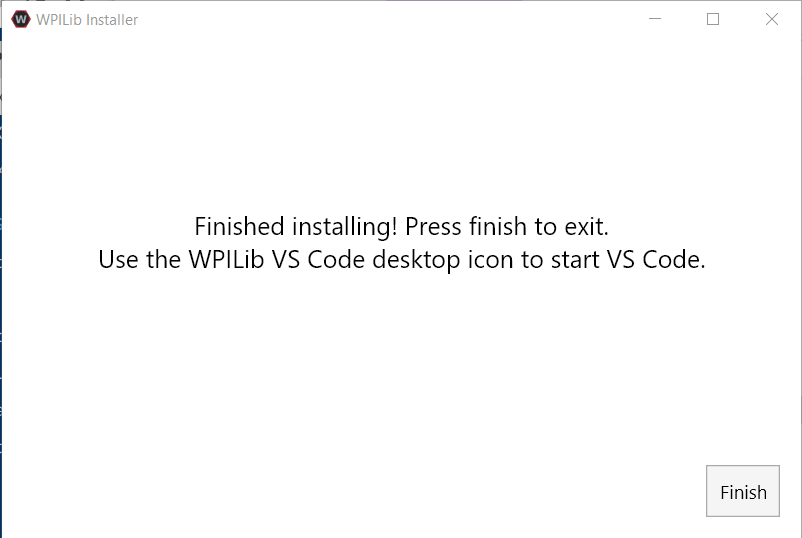 WPILib Installer
Finished installing! Press finish to exit.
Use the WPILib VS Code desktop icon to start VS Code.
Finish